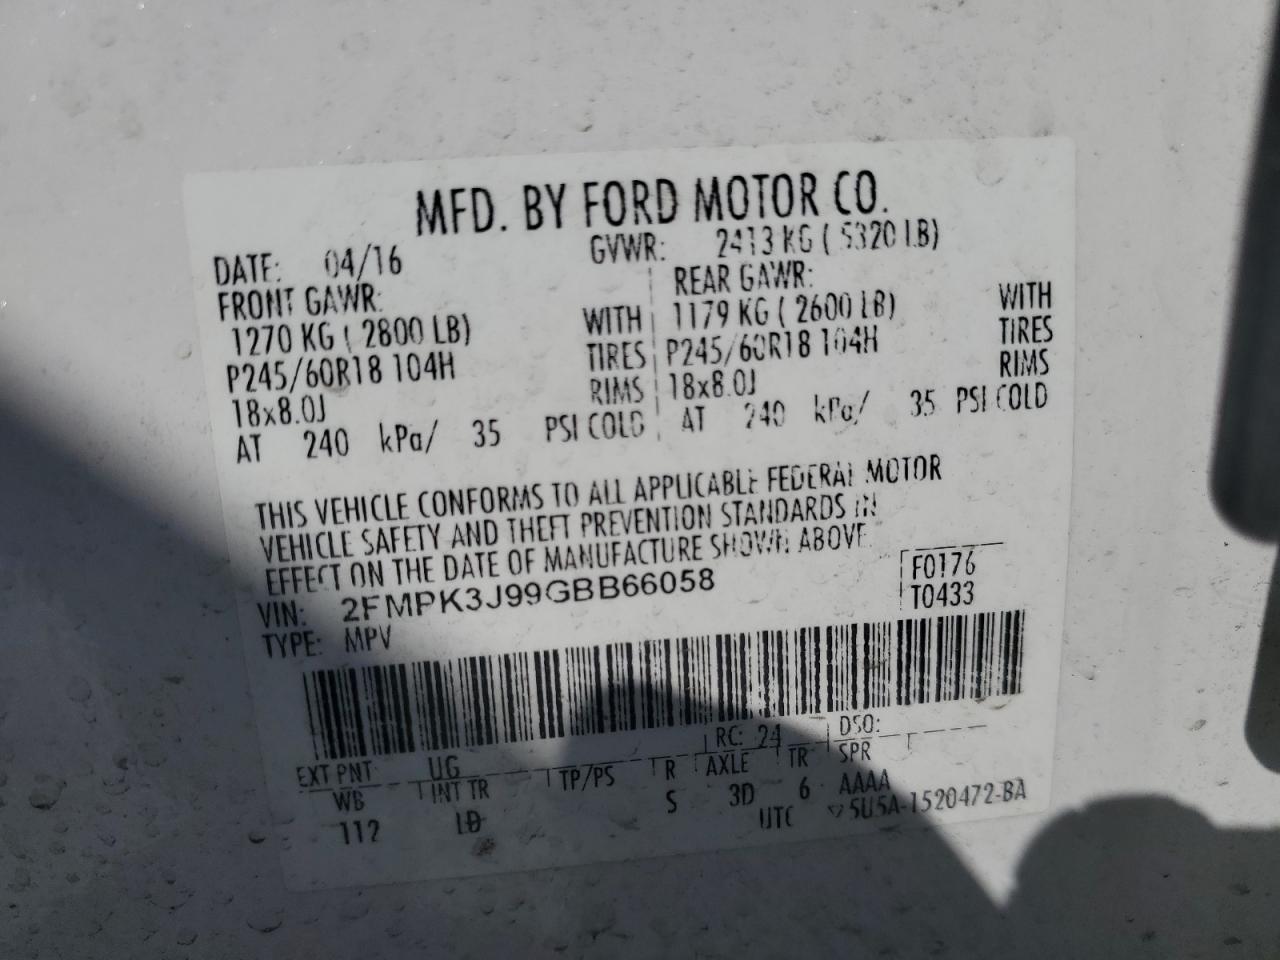 MFD. BY FORD MOTOR CO.
DATE: 04/16 GVWR: 2413 KG ( 5320 LB)
FRONT GAWR: REAR GAWR:
1270 KG ( 2800 LB) WITH 1179 KG ( 2600 LB) WITH
P245/60R18 104H TIRES P245/60R18 104H TIRES
18x8.0J RIMS 18x8.0J RIMS
AT 240 kPa/ 35 PSI COLD AT 240 kPa/ 35 PSI COLD
THIS VEHICLE CONFORMS TO ALL APPLICABLE FEDERAL MOTOR
VEHICLE SAFETY AND THEFT PREVENTION STANDARDS IN
EFFECT ON THE DATE OF MANUFACTURE SHOWN ABOVE.
VIN: 2FMPK3J99GBB66058 F0176
TYPE: MPV T0433
EXT PNT: UG RC: 24 DSO:
WB INT TR TP/PS R AXLE TR SPR
112 LD S 3D 6 AAAA
UTC ▽5U5A-1520472-BA